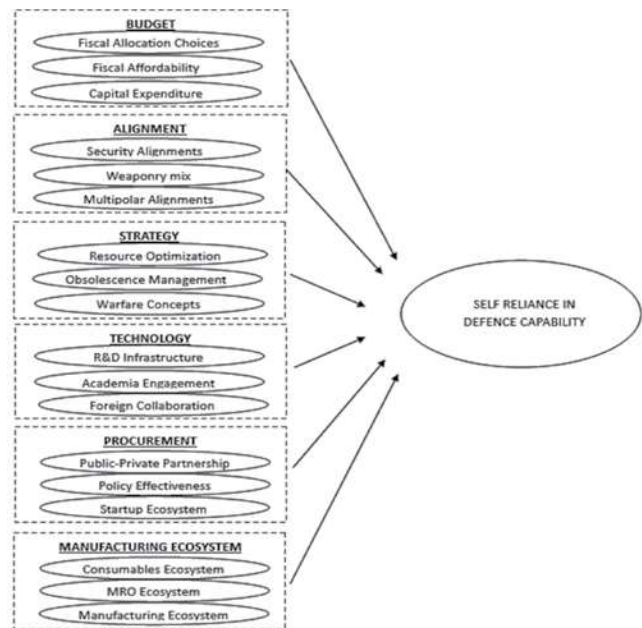 BUDGET
Fiscal Allocation Choices
Fiscal Affordability
Capital Expenditure
ALIGNMENT
Security Alignments
Weaponry mix
Multipolar Alignments
STRATEGY
Resource Optimization
Obsolescence Management
Warfare Concepts
TECHNOLOGY
R&D Infrastructure
Academia Engagement
Foreign Collaboration
PROCUREMENT
Public-Private Partnership
Policy Effectiveness
Startup Ecosystem
MANUFACTURING ECOSYSTEM
Consumables Ecosystem
MRO Ecosystem
Manufacturing Ecosystem
SELF RELIANCE IN
DEFENCE CAPABILITY